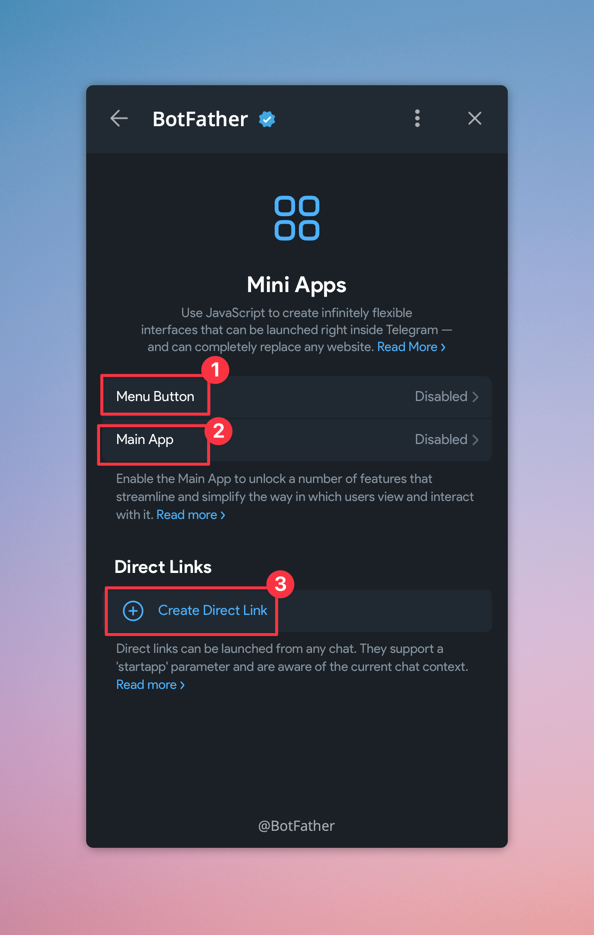 BotFather
Mini Apps
Use JavaScript to create infinitely flexible
interfaces that can be launched right inside Telegram —
and can completely replace any website. Read More ›
1
Menu Button Disabled ›
2
Main App Disabled ›
Enable the Main App to unlock a number of features that
streamline and simplify the way in which users view and interact
with it. Read more ›
Direct Links
3
Create Direct Link
Direct links can be launched from any chat. They support a
'startapp' parameter and are aware of the current chat context.
Read more ›
@BotFather